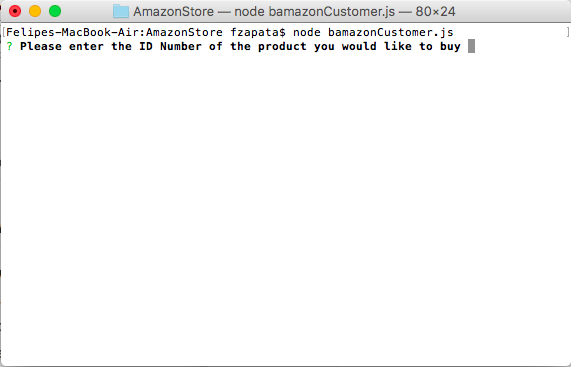 AmazonStore — node bamazonCustomer.js — 80×24
[Felipes-MacBook-Air:AmazonStore fzapata$ node bamazonCustomer.js ]
? Please enter the ID Number of the product you would like to buy